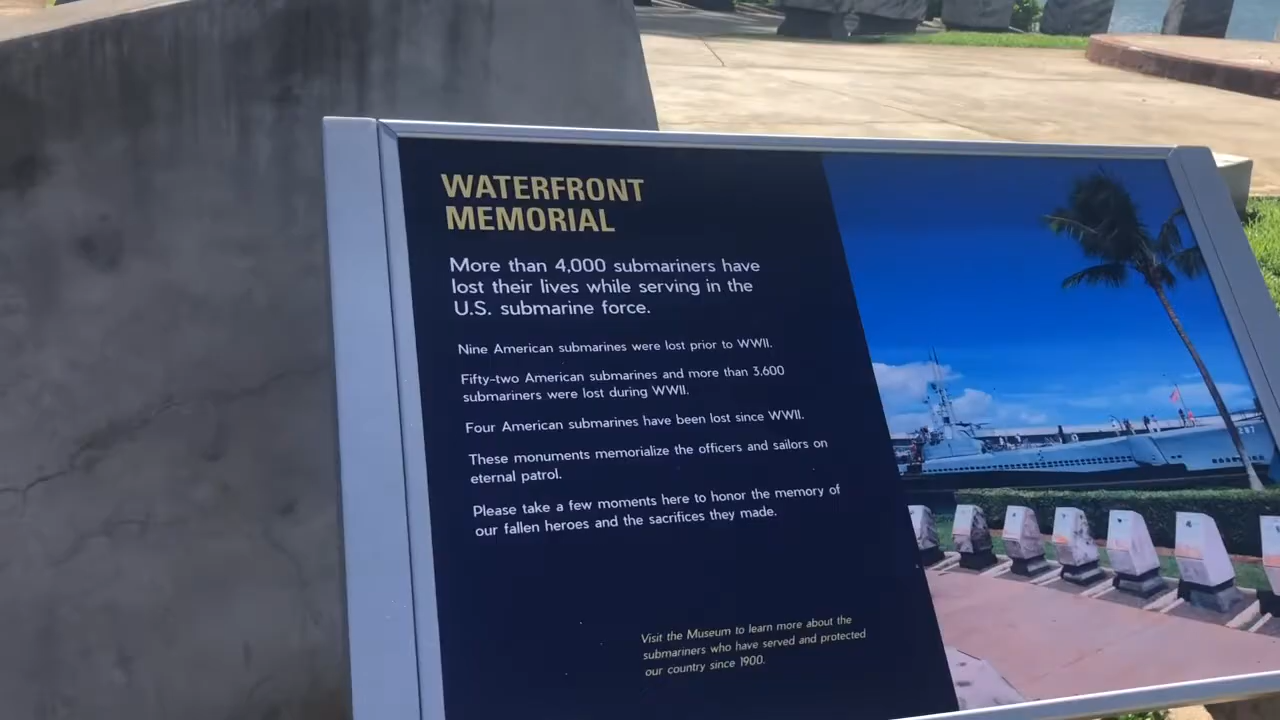 WATERFRONT
MEMORIAL
More than 4,000 submariners have
lost their lives while serving in the
U.S. submarine force.
Nine American submarines were lost prior to WWII.
Fifty-two American submarines and more than 3,600
submariners were lost during WWII.
Four American submarines have been lost since WWII.
These monuments memorialize the officers and sailors on
eternal patrol.
Please take a few moments here to honor the memory of
our fallen heroes and the sacrifices they made.
Visit the Museum to learn more about the
submariners who have served and protected
our country since 1900.
287